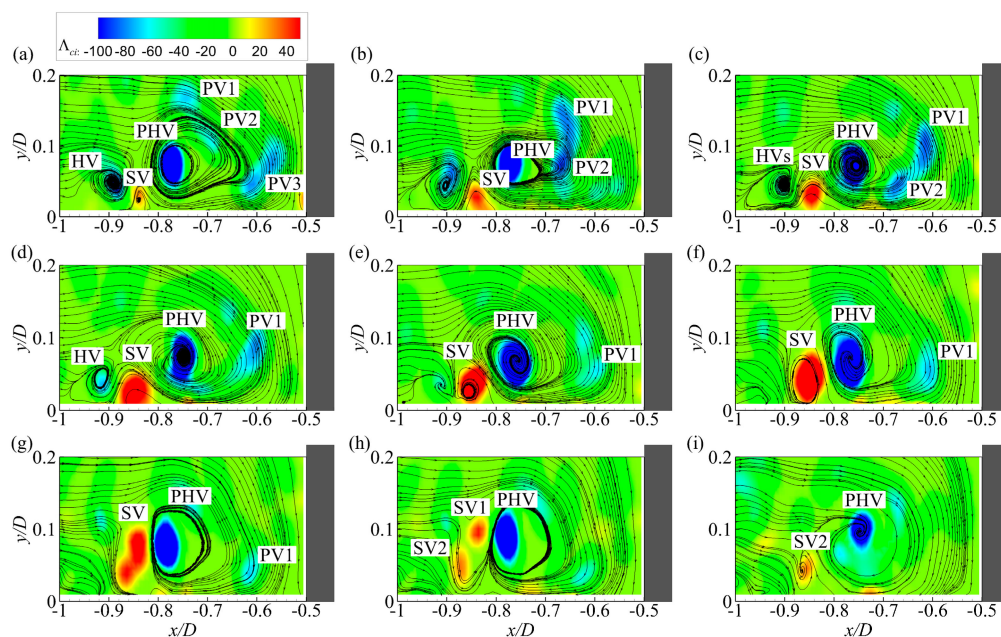 Λci: -100 -80 -60 -40 -20 0 20 40
(a) (b) (c)
0.2 PV1 0.2 0.2
PV2 PV1 PV1
PHV PHV
y/D 0.1 y/D 0.1 PHV y/D 0.1 HVs SV
HV SV SV PV2 PV2
PV3
0 0 0
-1 -0.9 -0.8 -0.7 -0.6 -0.5 -1 -0.9 -0.8 -0.7 -0.6 -0.5 -1 -0.9 -0.8 -0.7 -0.6 -0.5
(d) (e) (f)
0.2 0.2 0.2
PHV PV1 PHV PHV
y/D 0.1 y/D 0.1 SV y/D 0.1 SV
HV SV PV1 PV1
0 0 0
-1 -0.9 -0.8 -0.7 -0.6 -0.5 -1 -0.9 -0.8 -0.7 -0.6 -0.5 -1 -0.9 -0.8 -0.7 -0.6 -0.5
(g) (h) (i)
0.2 0.2 0.2
PHV PHV PHV
SV SV1
y/D 0.1 y/D 0.1 SV2 y/D 0.1 SV2
PV1
0 0 0
-1 -0.9 -0.8 -0.7 -0.6 -0.5 -1 -0.9 -0.8 -0.7 -0.6 -0.5 -1 -0.9 -0.8 -0.7 -0.6 -0.5
x/D x/D x/D